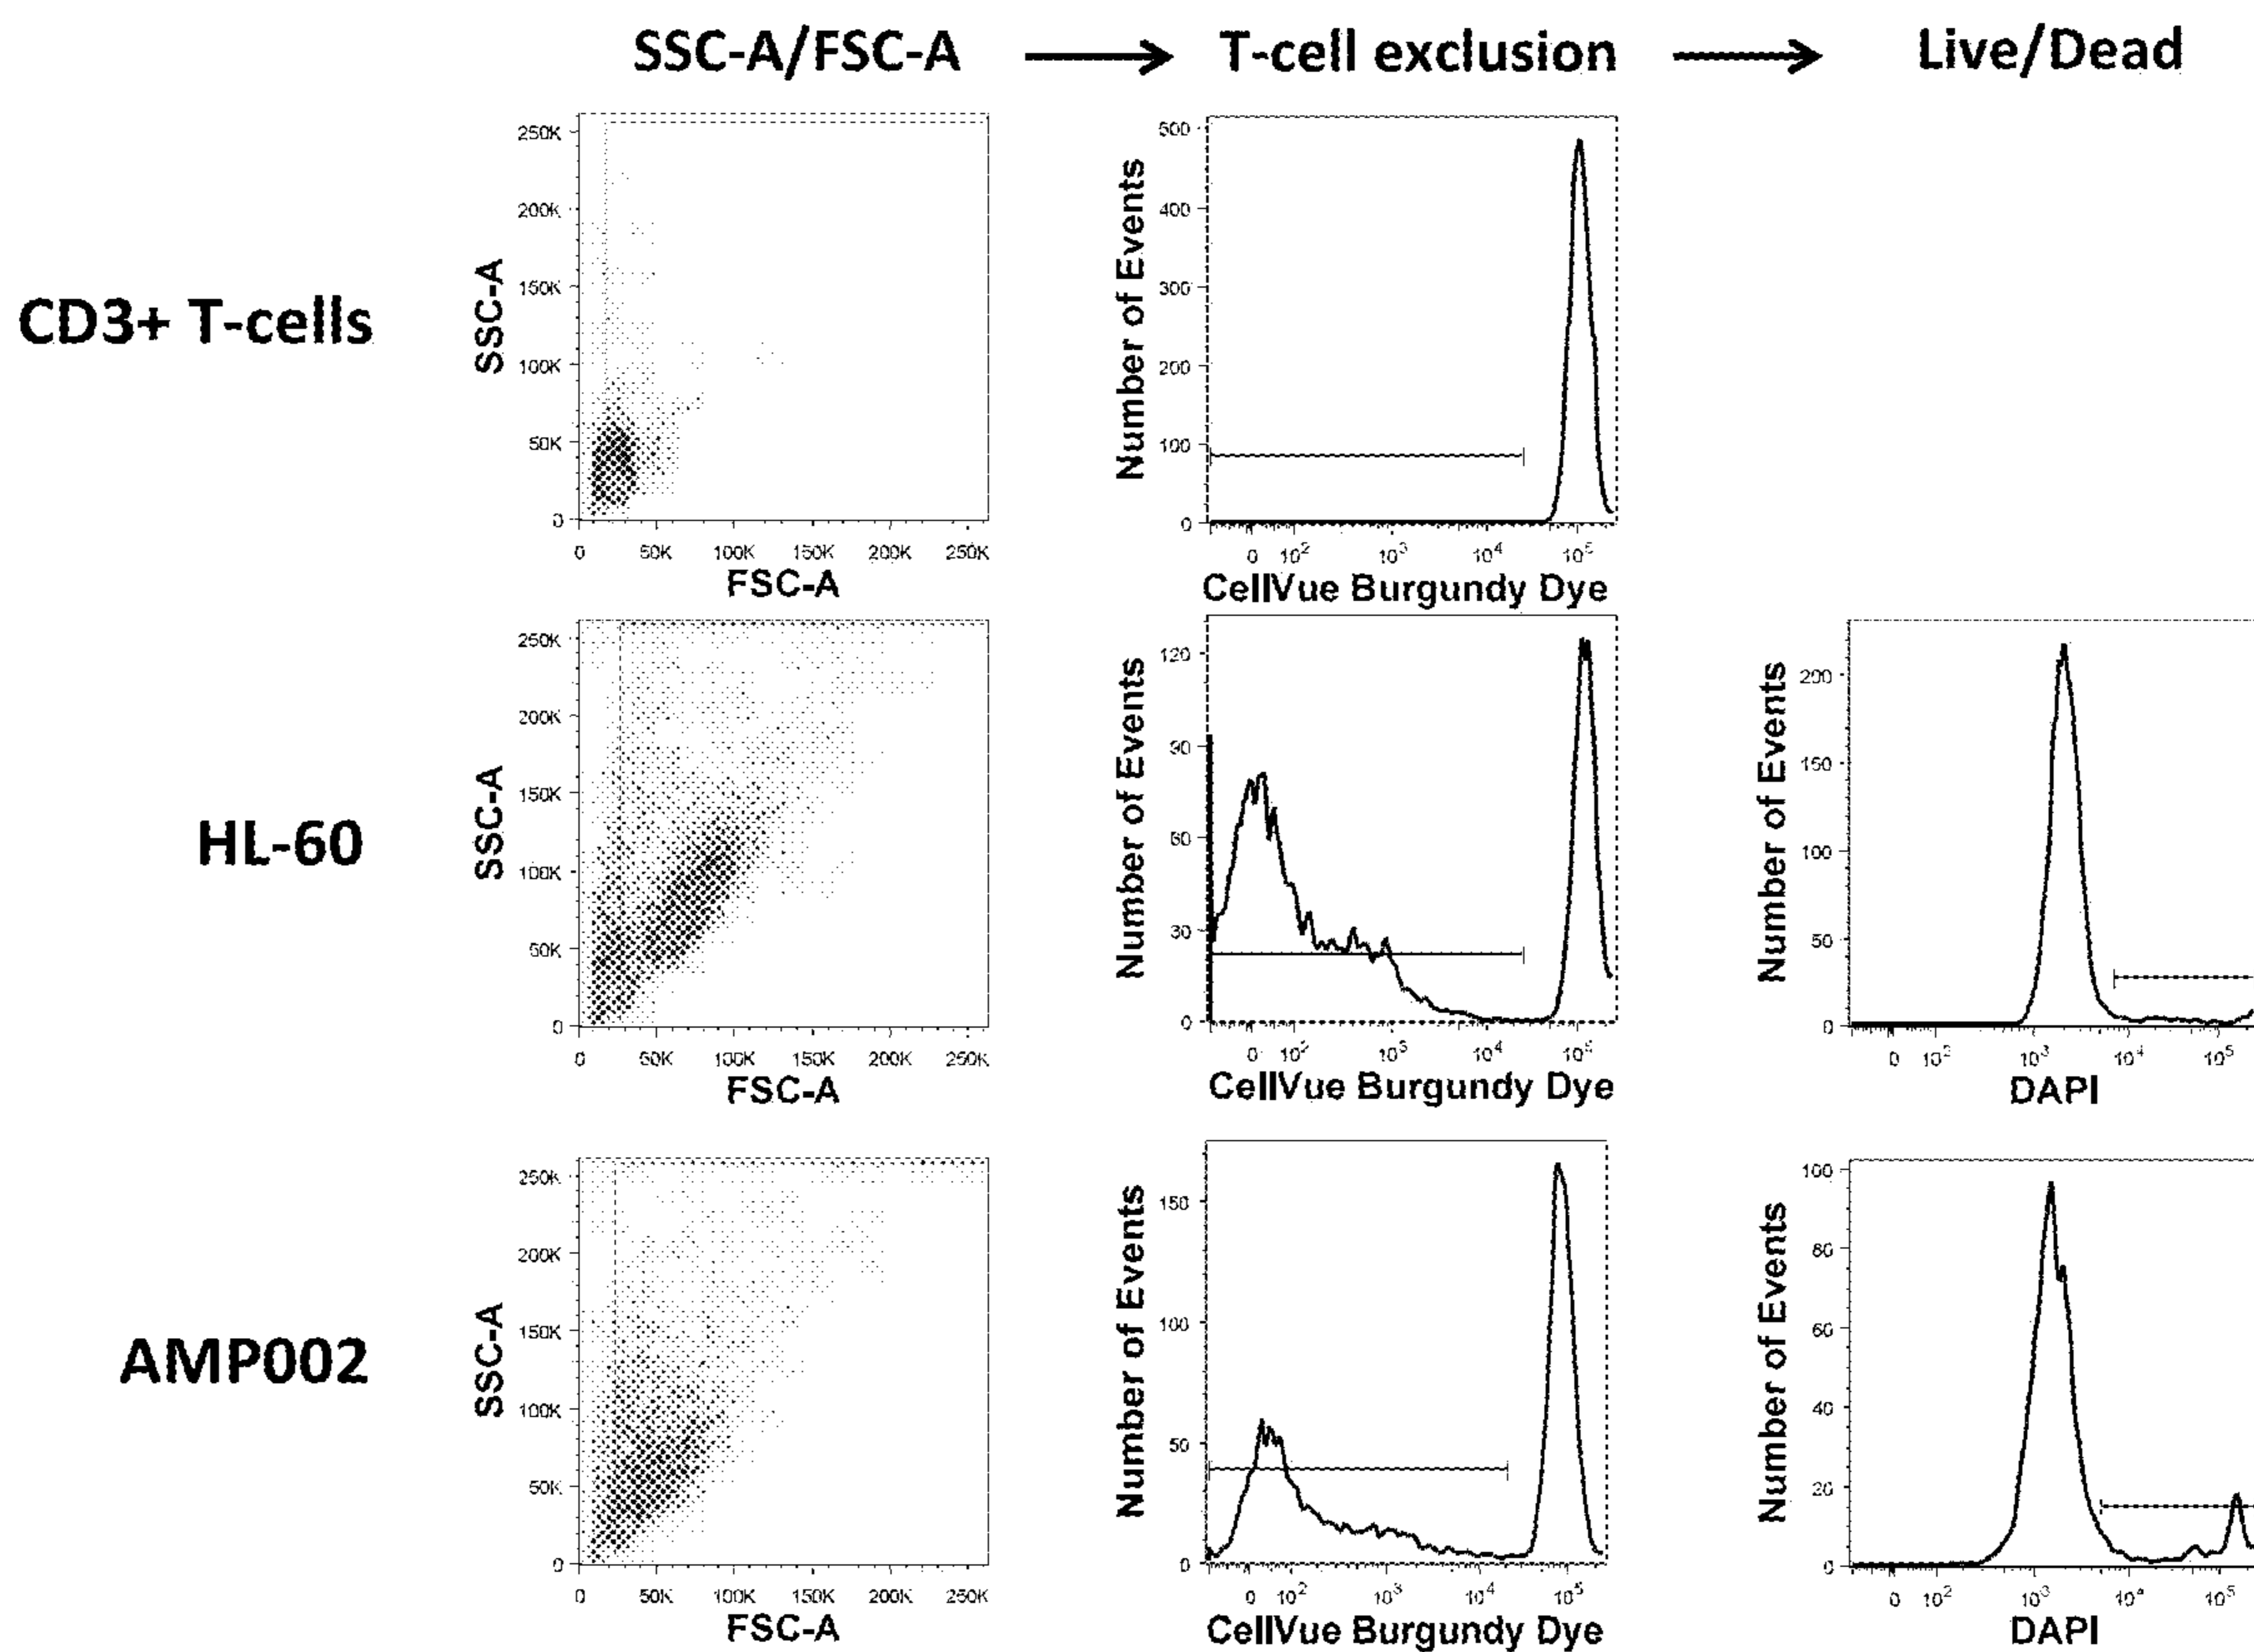 SSC-A/FSC-A → T-cell exclusion → Live/Dead
CD3+ T-cells
SSC-A
250K
200K
150K
100K
50K
0
0 50K 100K 150K 200K 250K
FSC-A
Number of Events
500
400
300
200
100
0
0 10² 10³ 10⁴ 10⁵
CellVue Burgundy Dye
HL-60
SSC-A
250K
200K
150K
100K
50K
0
0 50K 100K 150K 200K 250K
FSC-A
Number of Events
120
90
60
30
0
0 10² 10³ 10⁴ 10⁵
CellVue Burgundy Dye
Number of Events
200
150
100
50
0
0 10² 10³ 10⁴ 10⁵
DAPI
AMP002
SSC-A
250K
200K
150K
100K
50K
0
0 50K 100K 150K 200K 250K
FSC-A
Number of Events
150
100
50
0
0 10² 10³ 10⁴ 10⁵
CellVue Burgundy Dye
Number of Events
100
80
60
40
20
0
0 10² 10³ 10⁴ 10⁵
DAPI